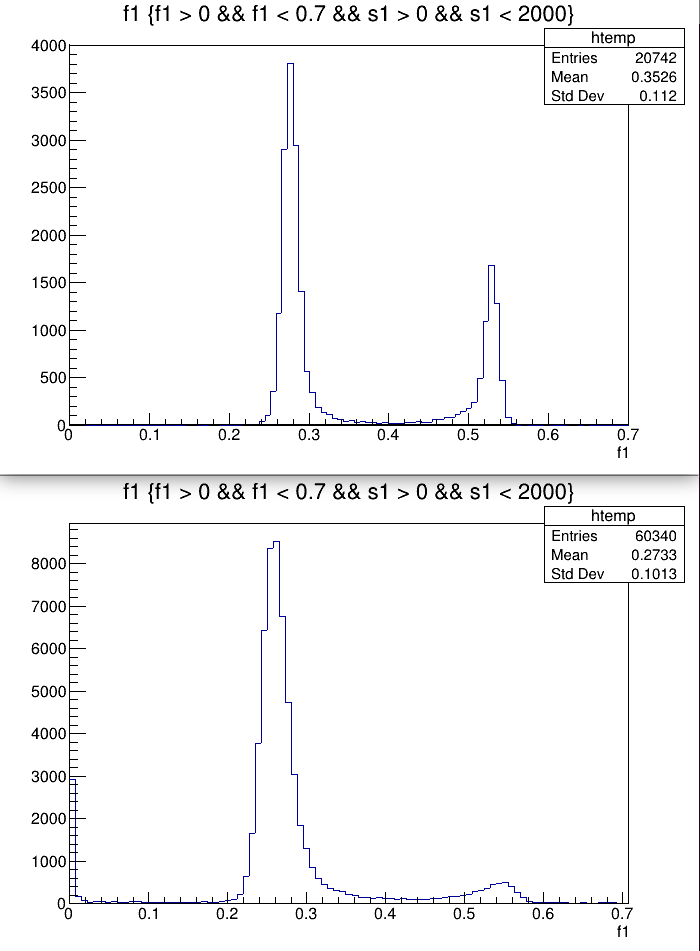 f1 {f1 > 0 && f1 < 0.7 && s1 > 0 && s1 < 2000}
htemp
Entries 20742
Mean 0.3526
Std Dev 0.112
4000
3500
3000
2500
2000
1500
1000
500
0
0 0.1 0.2 0.3 0.4 0.5 0.6 0.7
f1
f1 {f1 > 0 && f1 < 0.7 && s1 > 0 && s1 < 2000}
htemp
Entries 60340
Mean 0.2733
Std Dev 0.1013
8000
7000
6000
5000
4000
3000
2000
1000
0
0 0.1 0.2 0.3 0.4 0.5 0.6 0.7
f1